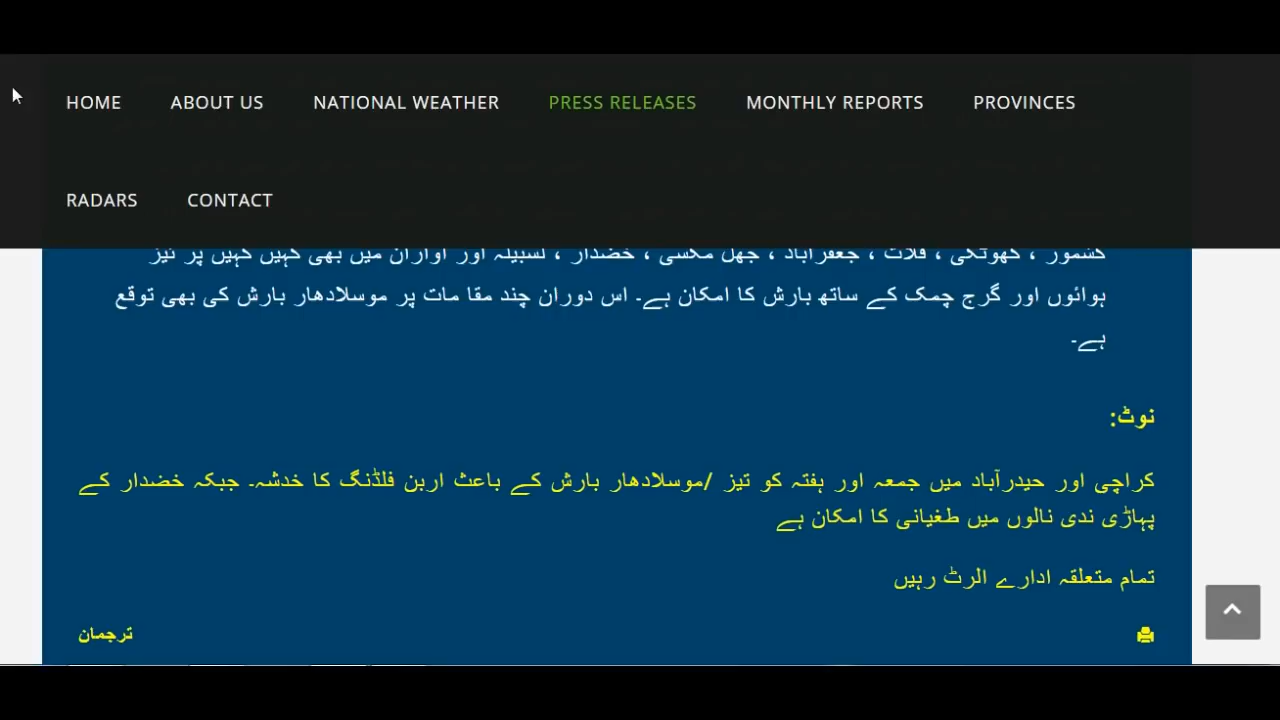 HOME ABOUT US NATIONAL WEATHER PRESS RELEASES MONTHLY REPORTS PROVINCES
RADARS CONTACT
کشمور ، گھوٹکی ، قلات ، جعفرآباد ، جھل مگسی ، خضدار ، لسبیلہ اور آواران میں بھی کہیں کہیں پر تیز
ہوائوں اور گرج چمک کے ساتھ بارش کا امکان ہے۔ اس دوران چند مقا مات پر موسلادھار بارش کی بھی توقع
ہے۔
نوٹ:
کراچی اور حیدرآباد میں جمعہ اور ہفتہ کو تیز /موسلادھار بارش کے باعث اربن فلڈنگ کا خدشہ۔ جبکہ خضدار کے
پہاڑی ندی نالوں میں طغیانی کا امکان ہے
تمام متعلقہ ادارے الرٹ رہیں
ترجمان